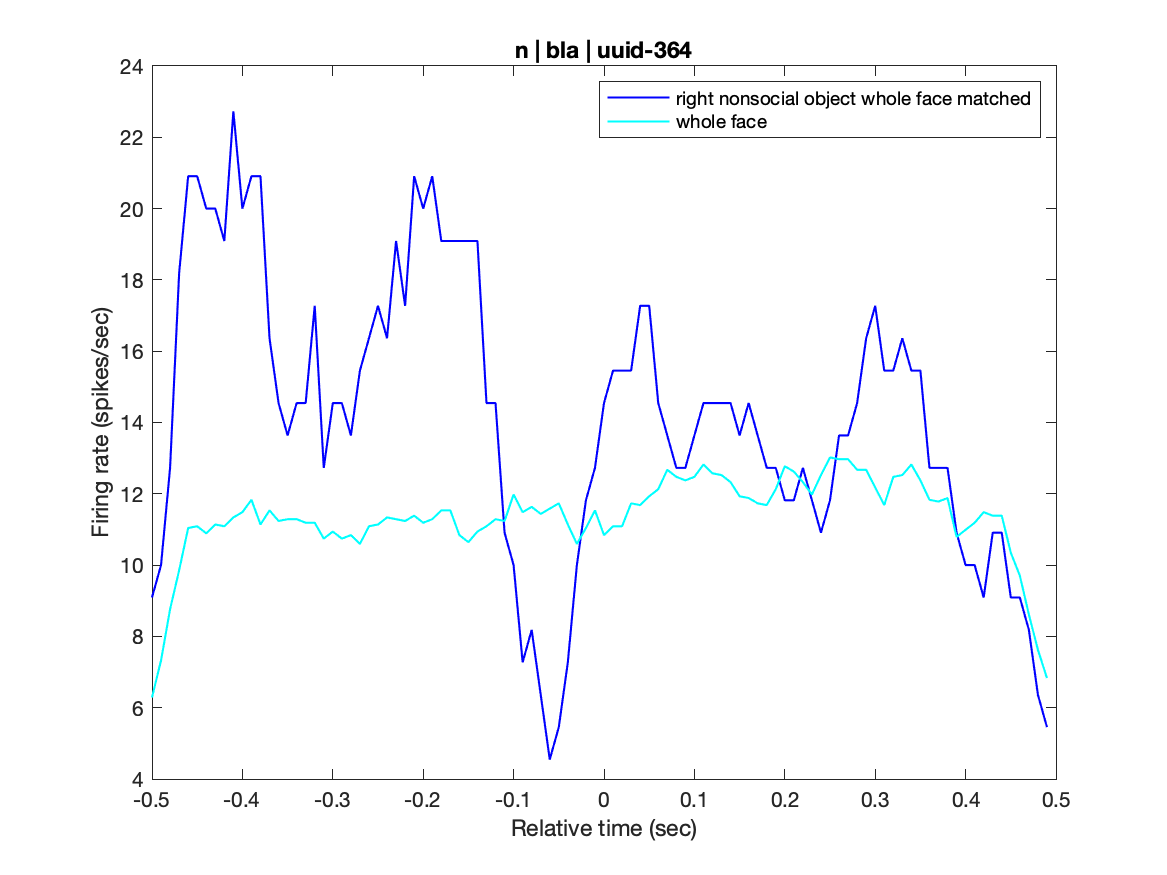 n | bla | uuid-364
right nonsocial object whole face matched
whole face
Firing rate (spikes/sec)
24
22
20
18
16
14
12
10
8
6
4
-0.5 -0.4 -0.3 -0.2 -0.1 0 0.1 0.2 0.3 0.4 0.5
Relative time (sec)